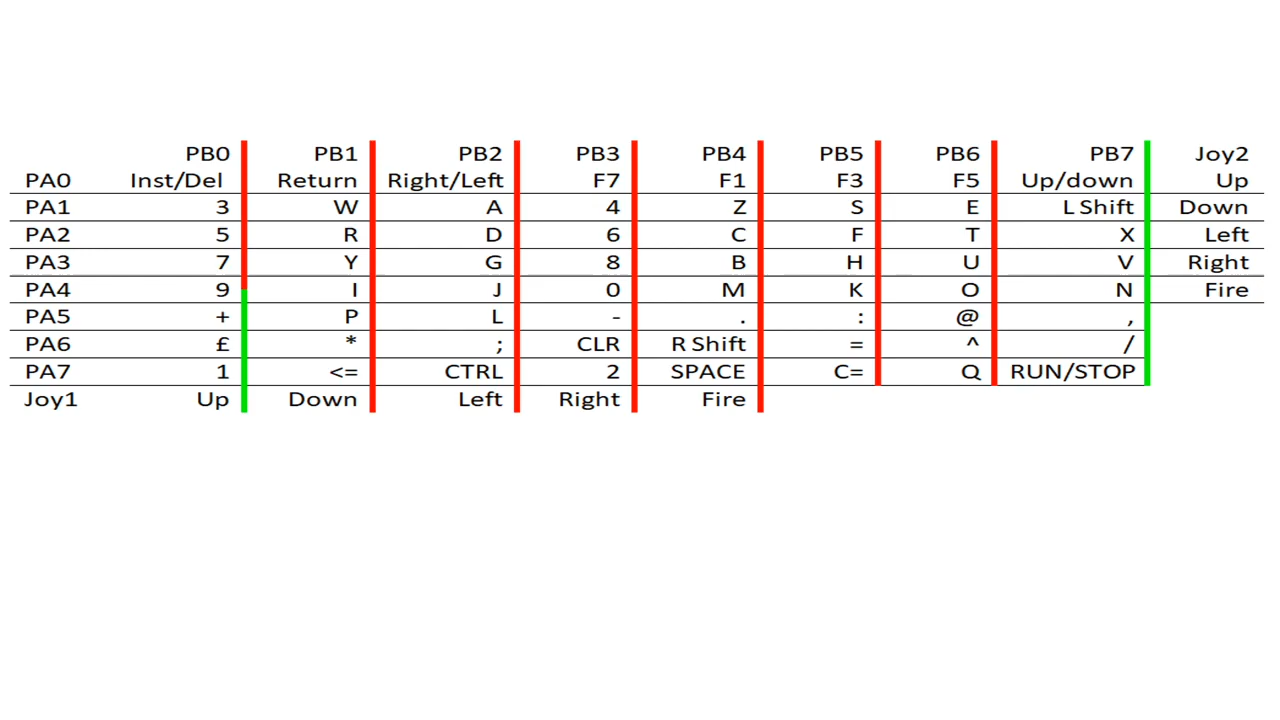 PB0 PB1 PB2 PB3 PB4 PB5 PB6 PB7 Joy2
PA0 Inst/Del Return Right/Left F7 F1 F3 F5 Up/down Up
PA1 3 W A 4 Z S E L Shift Down
PA2 5 R D 6 C F T X Left
PA3 7 Y G 8 B H U V Right
PA4 9 I J 0 M K O N Fire
PA5 + P L - . : @ ,
PA6 £ * ; CLR R Shift = ^ /
PA7 1 <= CTRL 2 SPACE C= Q RUN/STOP
Joy1 Up Down Left Right Fire